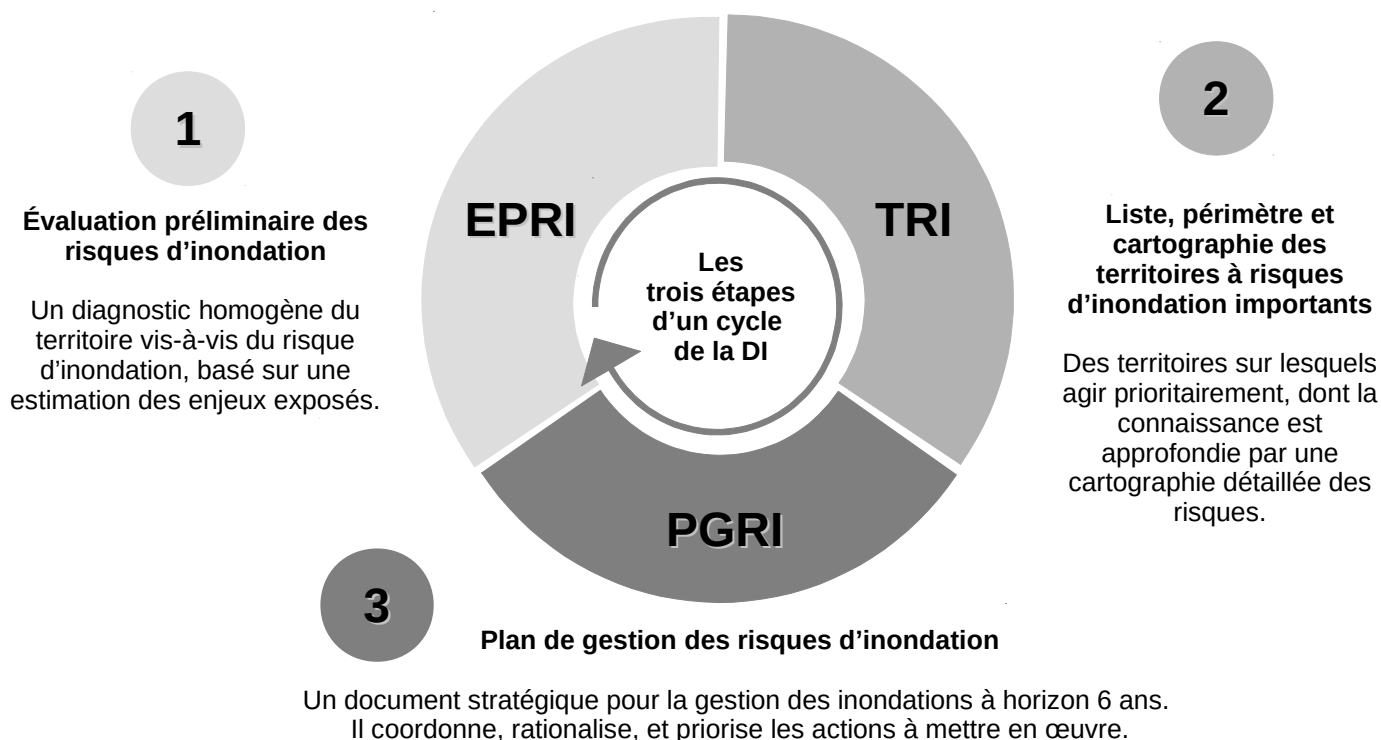 1
Évaluation préliminaire des
risques d’inondation
Un diagnostic homogène du
territoire vis-à-vis du risque
d’inondation, basé sur une
estimation des enjeux exposés.
EPRI
TRI
Les
trois étapes
d’un cycle
de la DI
PGRI
2
Liste, périmètre et
cartographie des
territoires à risques
d’inondation importants
Des territoires sur lesquels
agir prioritairement, dont la
connaissance est
approfondie par une
cartographie détaillée des
risques.
3
Plan de gestion des risques d’inondation
Un document stratégique pour la gestion des inondations à horizon 6 ans.
Il coordonne, rationalise, et priorise les actions à mettre en œuvre.